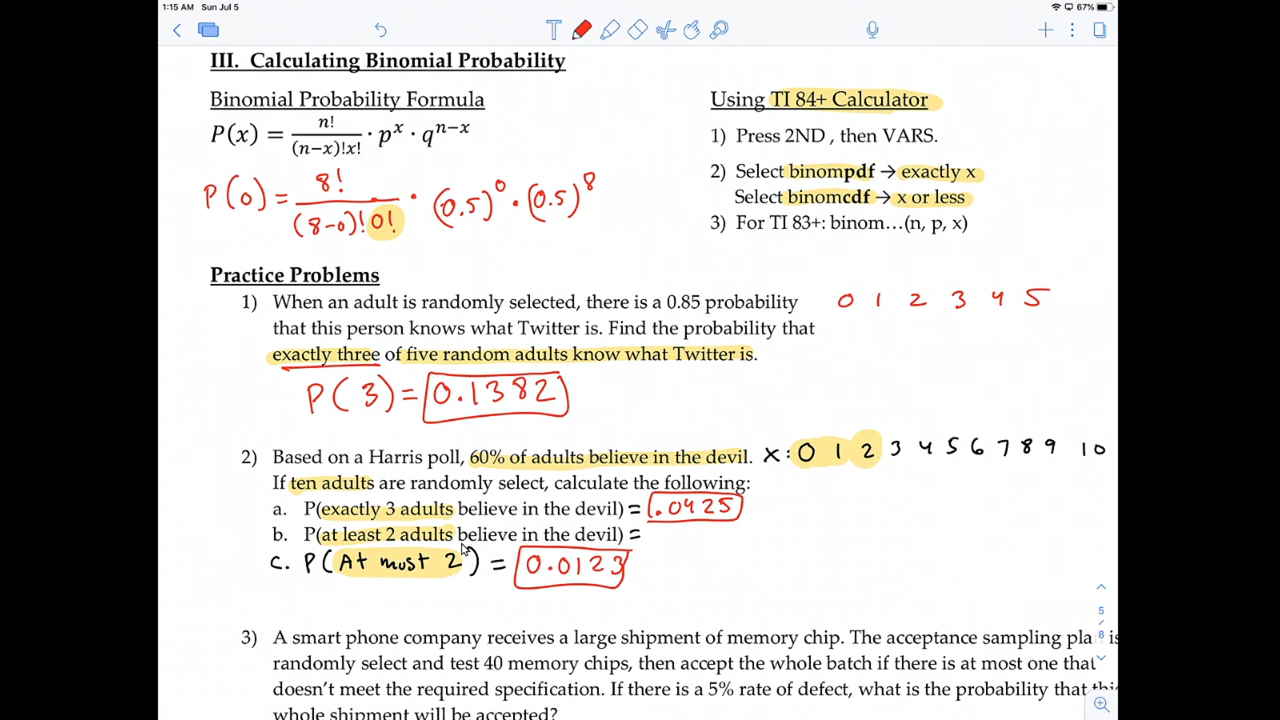 1:15 AM Sun Jul 5
67%
III. Calculating Binomial Probability
Binomial Probability Formula
P(x) = n!/(n−x)!x! · p^x · q^(n−x)
P(0) = 8!/(8-0)!0! · (0.5)^0 · (0.5)^8
Using TI 84+ Calculator
1) Press 2ND , then VARS.
2) Select binompdf → exactly x
Select binomcdf → x or less
3) For TI 83+: binom…(n, p, x)
Practice Problems
1) When an adult is randomly selected, there is a 0.85 probability
that this person knows what Twitter is. Find the probability that
exactly three of five random adults know what Twitter is.
0 1 2 3 4 5
P(3) = 0.1382
2) Based on a Harris poll, 60% of adults believe in the devil.
x: 0 1 2 3 4 5 6 7 8 9 10
If ten adults are randomly select, calculate the following:
a. P(exactly 3 adults believe in the devil) = .0425
b. P(at least 2 adults believe in the devil) =
c. P(At most 2) = 0.0123
5
/
8
3) A smart phone company receives a large shipment of memory chip. The acceptance sampling pla is
randomly select and test 40 memory chips, then accept the whole batch if there is at most one that
doesn't meet the required specification. If there is a 5% rate of defect, what is the probability that this
whole shipment will be accepted?